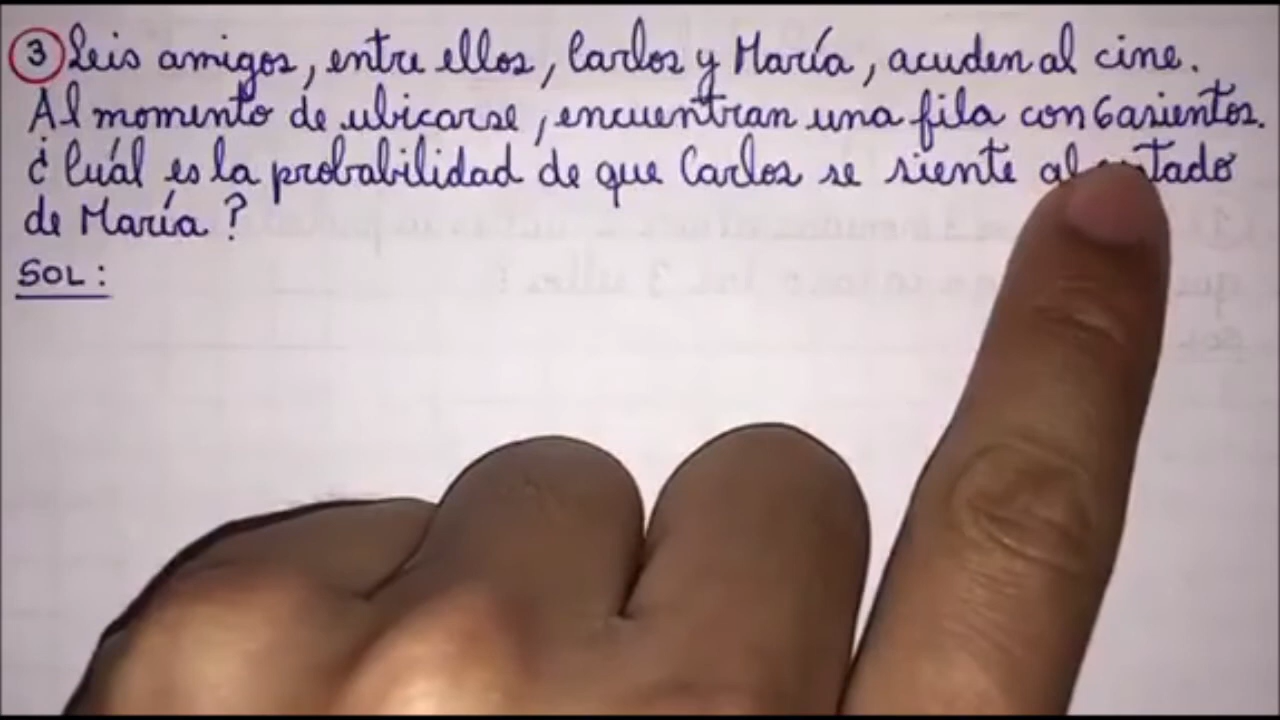 3 Seis amigos, entre ellos, Carlos y María, acuden al cine.
Al momento de ubicarse, encuentran una fila con 6 asientos.
¿Cuál es la probabilidad de que Carlos se siente al
de María?
SOL: